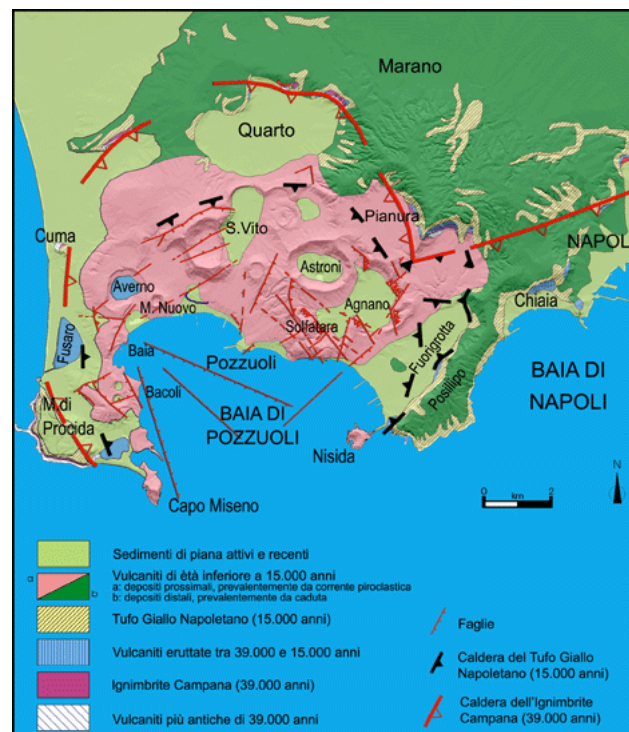 Marano
Quarto
Pianura
S.Vito
Cuma
NAPOLI
Astroni
Averno
Agnano
Chiaia
M. Nuovo
Solfatara
Fuorigrotta
Fusaro
Baia
Pozzuoli
Posillipo
BAIA DI
NAPOLI
Bacoli
M.di
Procida
BAIA DI
POZZUOLI
Nisida
N
0 km 2
Capo Miseno
Sedimenti di piana attivi e recenti
a
b
Vulcaniti di età inferiore a 15.000 anni
a: depositi prossimali, prevalentemente da corrente piroclastica
b: depositi distali, prevalentemente da caduta
Tufo Giallo Napoletano (15.000 anni)
Vulcaniti eruttate tra 39.000 e 15.000 anni
Ignimbrite Campana (39.000 anni)
Vulcaniti più antiche di 39.000 anni
Faglie
Caldera del Tufo Giallo
Napoletano (15.000 anni)
Caldera dell'Ignimbrite
Campana (39.000 anni)